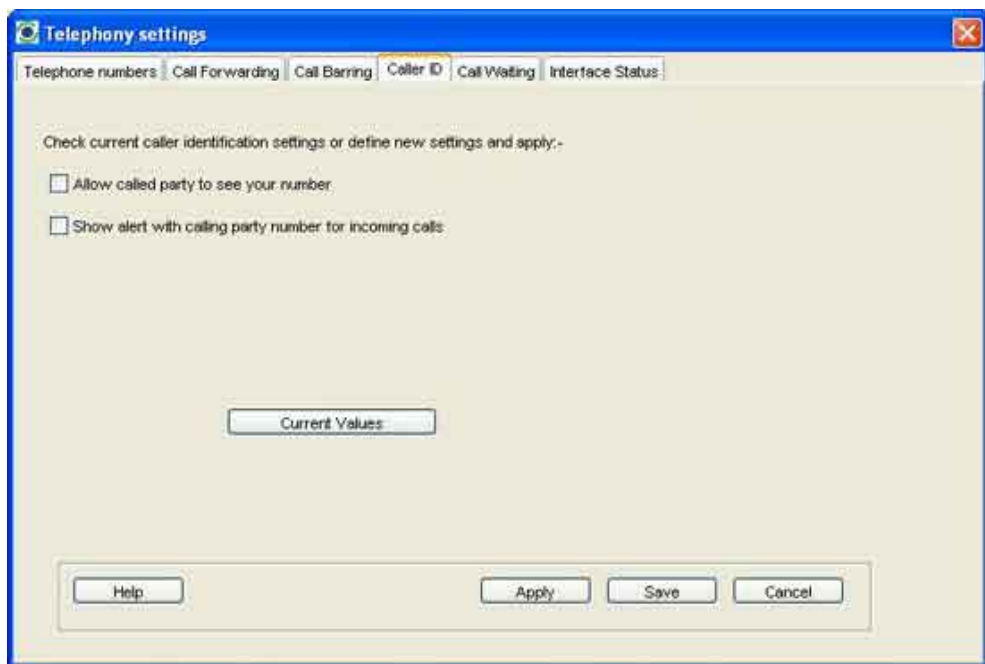 Telephony settings
Telephone numbers Call Forwarding Call Barring Caller ID Call Waiting Interface Status
Check current caller identification settings or define new settings and apply:-
Allow called party to see your number
Show alert with calling party number for incoming calls
Current Values
Help Apply Save Cancel